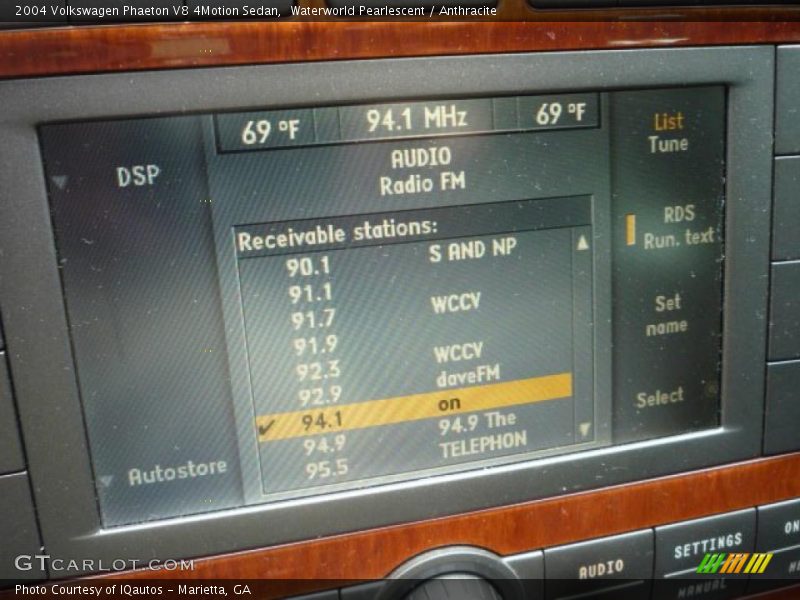 2004 Volkswagen Phaeton V8 4Motion Sedan,  Waterworld Pearlescent / Anthracite
69 °F 94.1 MHz 69 °F
List
Tune
DSP
AUDIO
Radio FM
RDS
Run. text
Receivable stations:
90.1 S AND NP
91.1
91.7 WCCV
91.9
92.3 WCCV
92.9 daveFM
94.1 on
94.9 94.9 The
95.5 TELEPHON
Set
name
Select
Autostore
AUDIO
SETTINGS
ON
MANUAL
GTCARLOT.COM
Photo Courtesy of IQautos – Marietta, GA